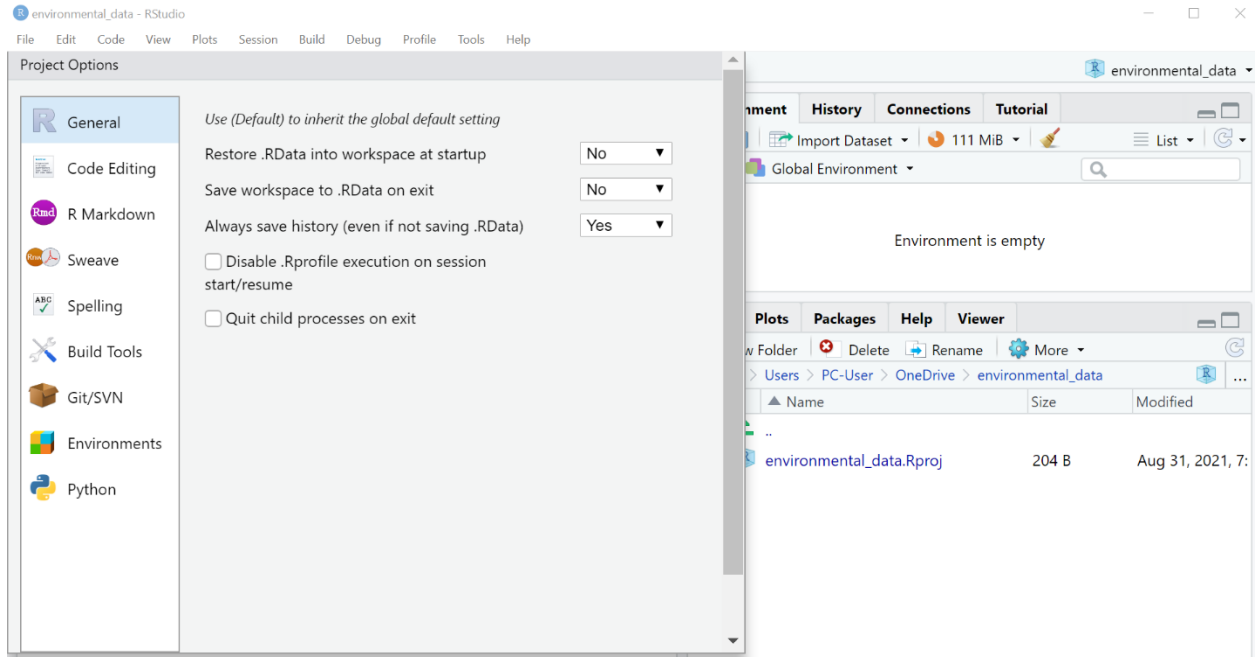 environmental_data - RStudio
File Edit Code View Plots Session Build Debug Profile Tools Help
Project Options
General
Code Editing
R Markdown
Sweave
Spelling
Build Tools
Git/SVN
Environments
Python
Use (Default) to inherit the global default setting
Restore .RData into workspace at startup No
Save workspace to .RData on exit No
Always save history (even if not saving .RData) Yes
Disable .Rprofile execution on session
start/resume
Quit child processes on exit
environmental_data
nment History Connections Tutorial
Import Dataset 111 MiB List
Global Environment
Environment is empty
Plots Packages Help Viewer
w Folder Delete Rename More
> Users > PC-User > OneDrive > environmental_data ...
Name Size Modified
..
environmental_data.Rproj 204 B Aug 31, 2021, 7: